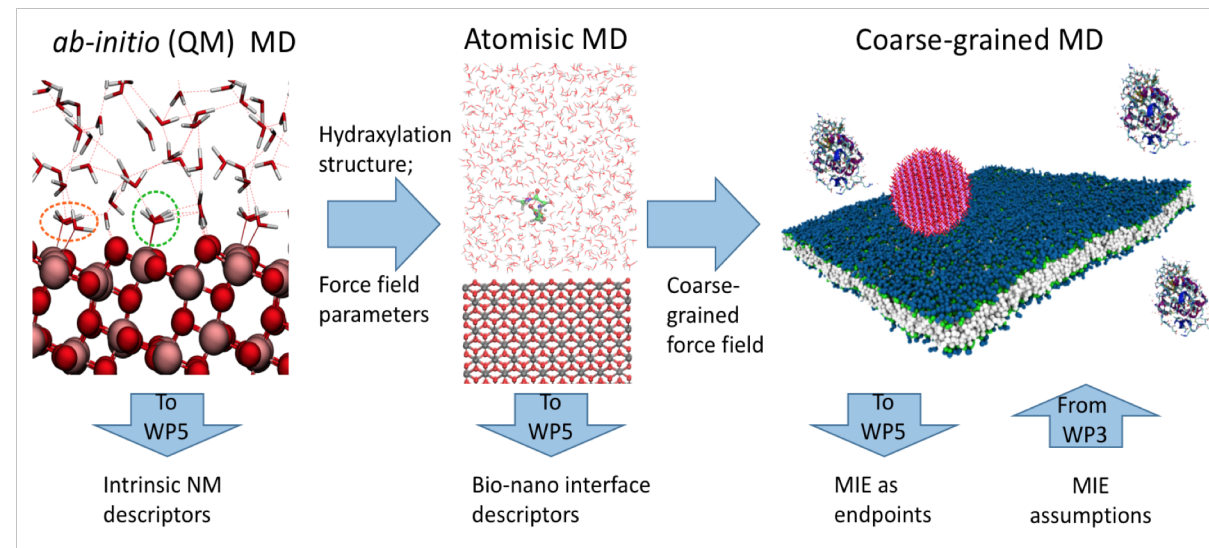 ab-initio (QM) MD
Atomisic MD
Coarse-grained MD
Hydraxylation
structure;
Force field
parameters
Coarse-
grained
force field
To
WP5
To
WP5
To
WP5
From
WP3
Intrinsic NM
descriptors
Bio-nano interface
descriptors
MIE as
endpoints
MIE
assumptions